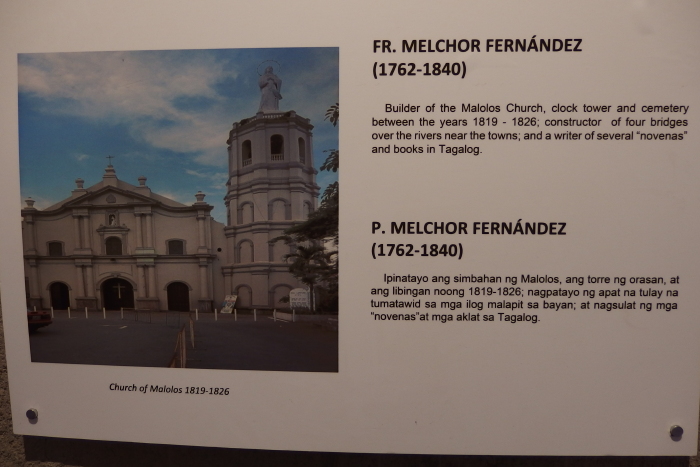 FR. MELCHOR FERNÁNDEZ
(1762-1840)
Builder of the Malolos Church, clock tower and cemetery
between the years 1819 - 1826; constructor of four bridges
over the rivers near the towns; and a writer of several "novenas"
and books in Tagalog.
P. MELCHOR FERNÁNDEZ
(1762-1840)
Ipinatayo ang simbahan ng Malolos, ang torre ng orasan, at
ang libingan noong 1819-1826; nagpatayo ng apat na tulay na
tumatawid sa mga ilog malapit sa bayan; at nagsulat ng mga
"novenas"at mga aklat sa Tagalog.
Church of Malolos 1819-1826